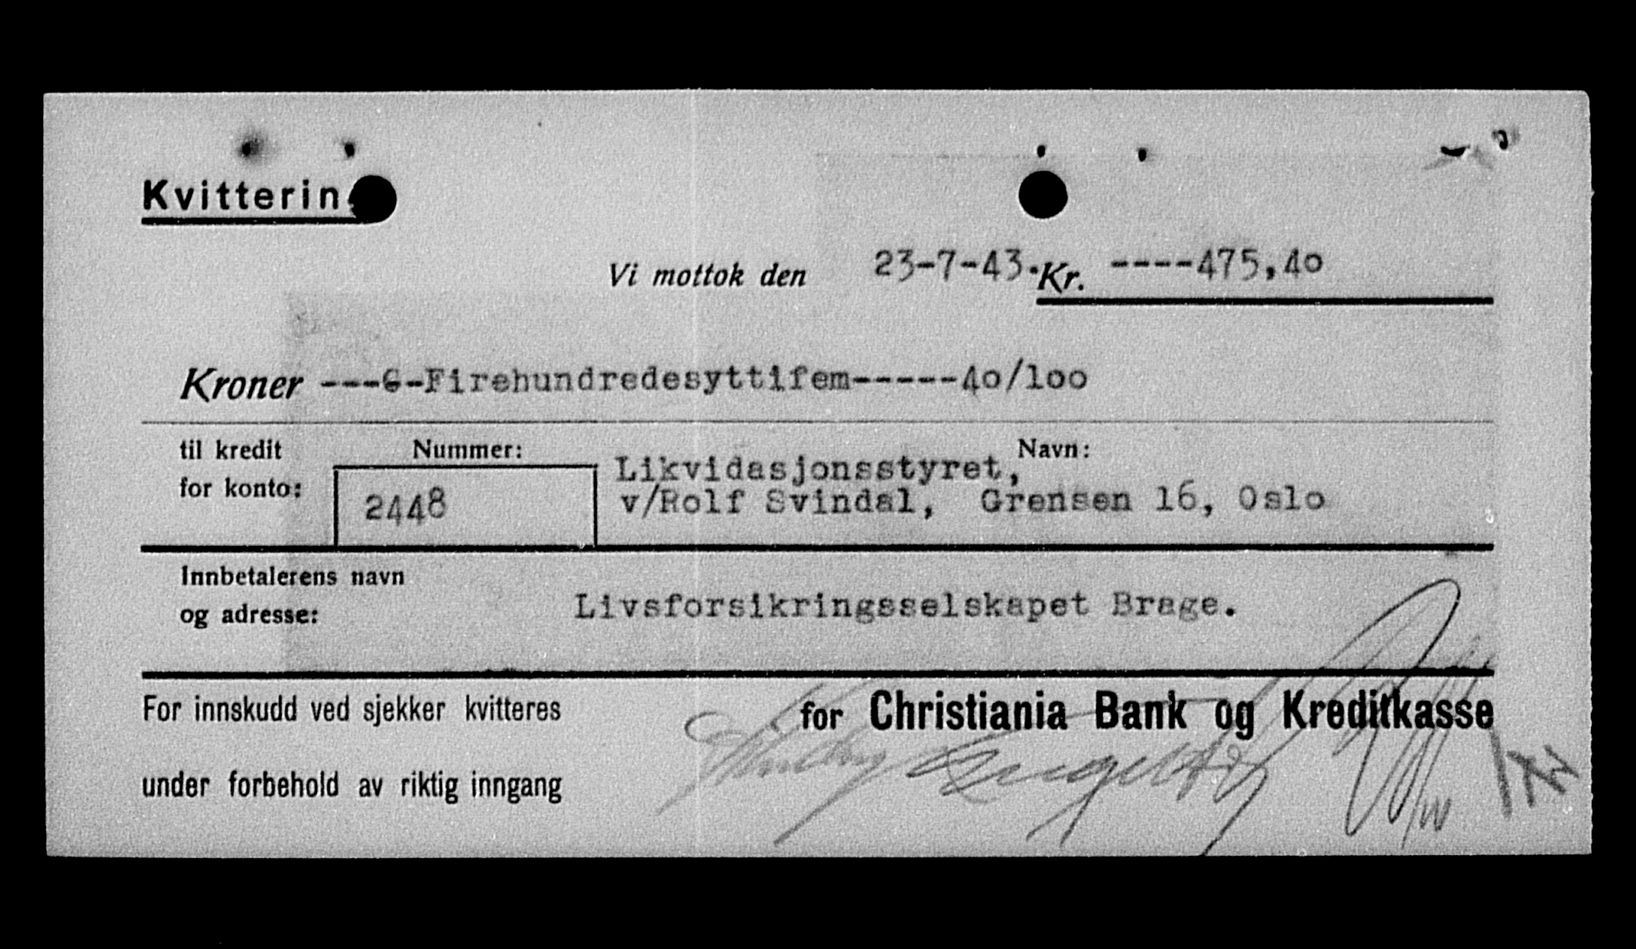 Kvitterin
Vi mottok den 23-7-43. Kr. ----475,40
Kroner ---6-Firehundredesyttifem-----40/100
til kredit for konto: Nummer: 2448 Navn: Likvidasjonsstyret,
v/Rolf Svindal, Grensen 16, Oslo
Innbetalerens navn
og adresse: Livsforsikringsselskapet Brage.
For innskudd ved sjekker kvitteres
under forbehold av riktig inngang
for Christiania Bank og Kreditkasse